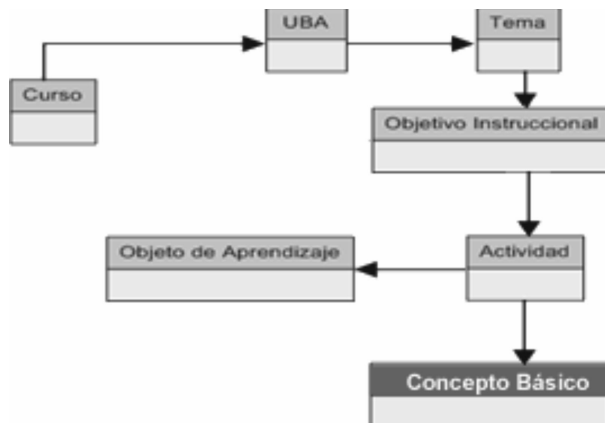 UBA
Tema
Curso
Objetivo Instruccional
Objeto de Aprendizaje
Actividad
Concepto Básico